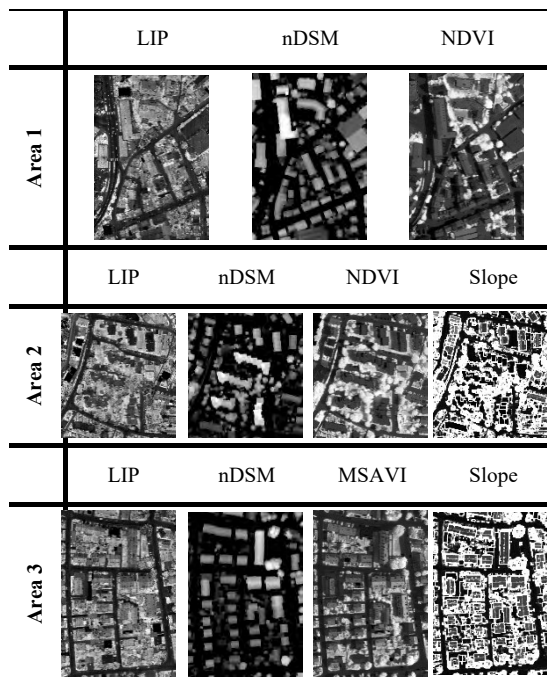 LIP nDSM NDVI
Area 1
LIP nDSM NDVI Slope
Area 2
LIP nDSM MSAVI Slope
Area 3